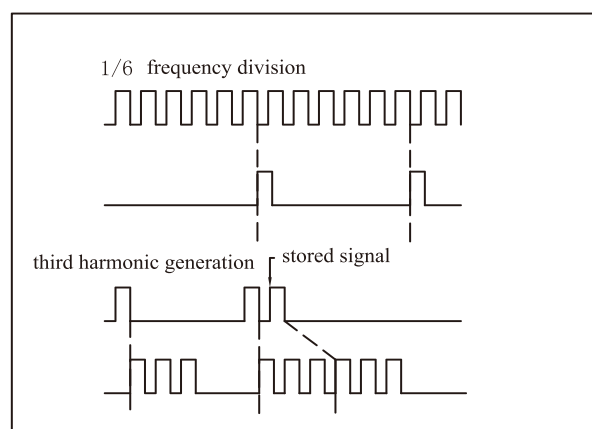 1/6 frequency division
stored signal
third harmonic generation